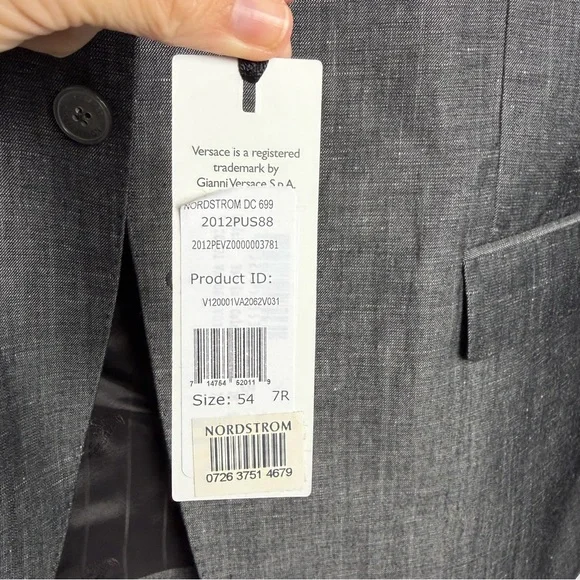 Versace is a registered
trademark by
Gianni Versace S.p.A.
NORDSTROM DC 699
2012PUS88
2012PEVZ0000003781
Product ID:
V120001VA2062V031
7 14754 52011 9
Size: 54 7R
NORDSTROM
0726 3751 4679